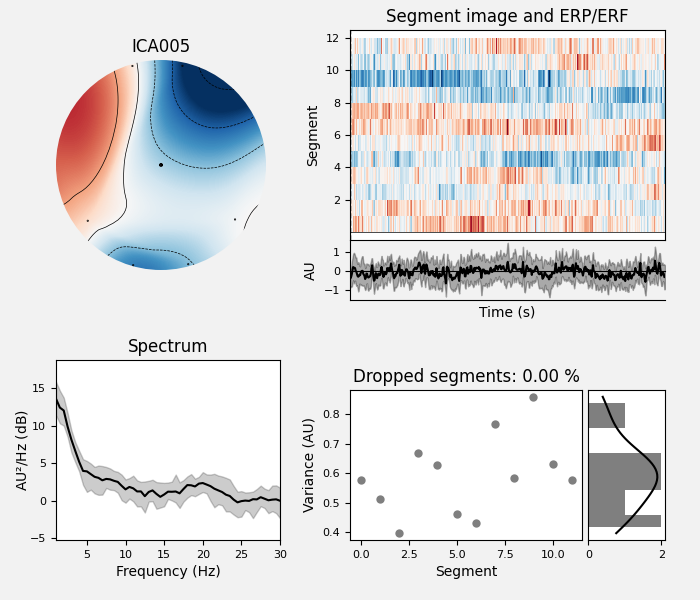 ICA005
Segment image and ERP/ERF
Segment
12
10
8
6
4
2
AU
1
0
−1
Time (s)
Spectrum
AU²/Hz (dB)
15
10
5
0
−5
5 10 15 20 25 30
Frequency (Hz)
Dropped segments: 0.00 %
Variance (AU)
0.8
0.7
0.6
0.5
0.4
0.0 2.5 5.0 7.5 10.0
0 2
Segment